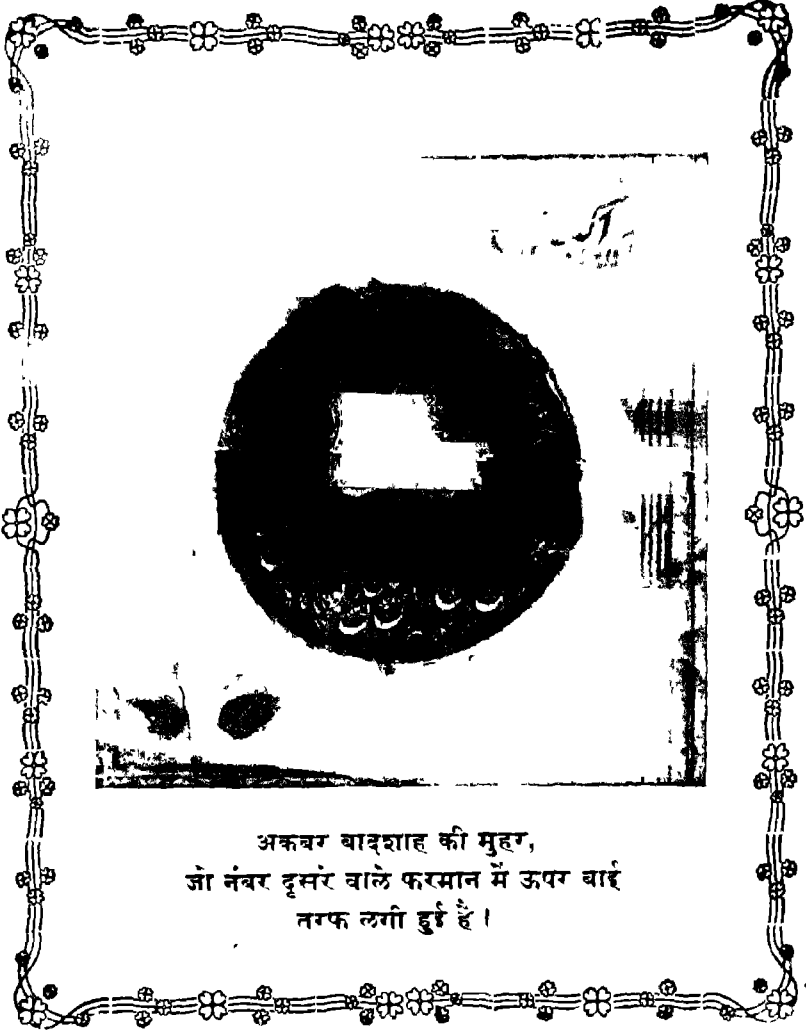 अकबर बादशाह की मुहर,
जो नंबर दूसरे वाले फरमान में ऊपर बाई
तरफ लगी हुई है ।